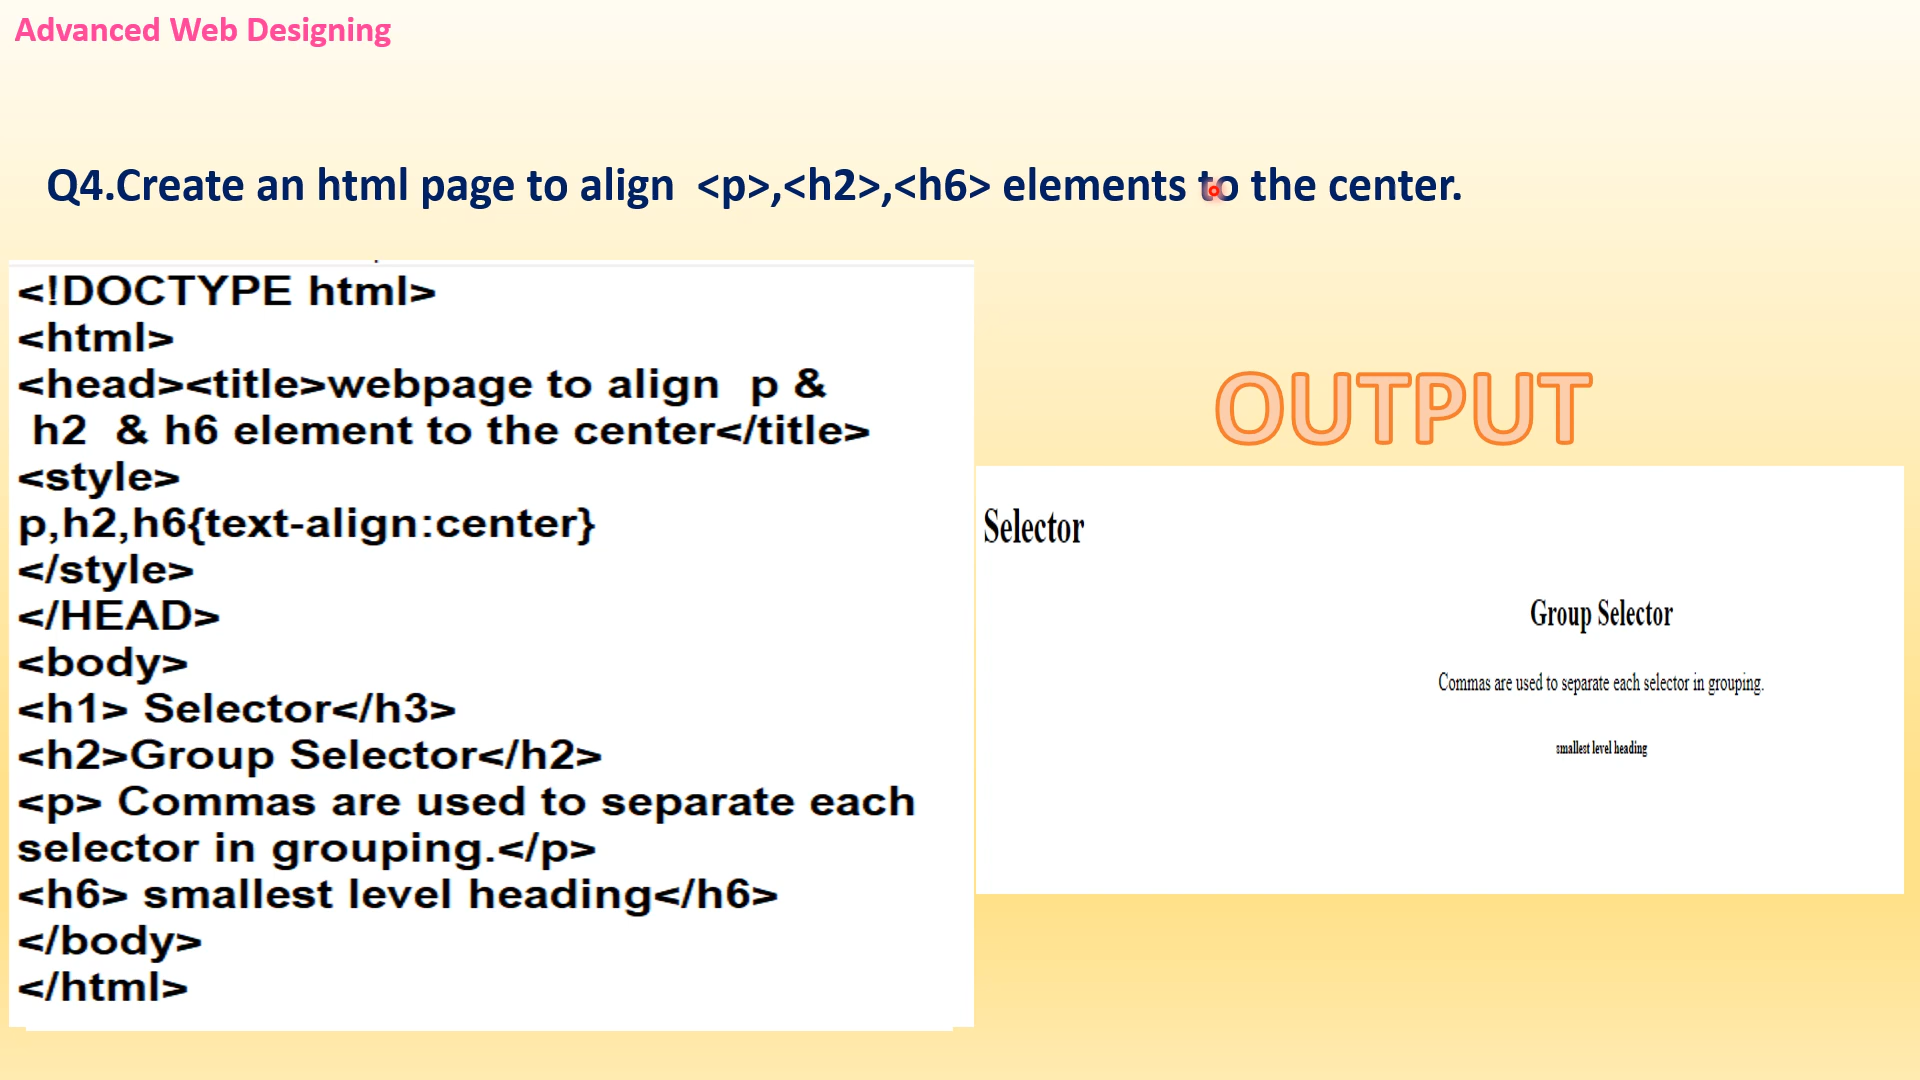 Advanced Web Designing
Q4.Create an html page to align  <p>,<h2>,<h6> elements to the center.
<!DOCTYPE html>
<html>
<head><title>webpage to align  p &
h2  & h6 element to the center</title>
<style>
p,h2,h6{text-align:center}
</style>
</HEAD>
<body>
<h1> Selector</h3>
<h2>Group Selector</h2>
<p> Commas are used to separate each
selector in grouping.</p>
<h6> smallest level heading</h6>
</body>
</html>
OUTPUT
Selector
Group Selector
Commas are used to separate each selector in grouping.
smallest level heading